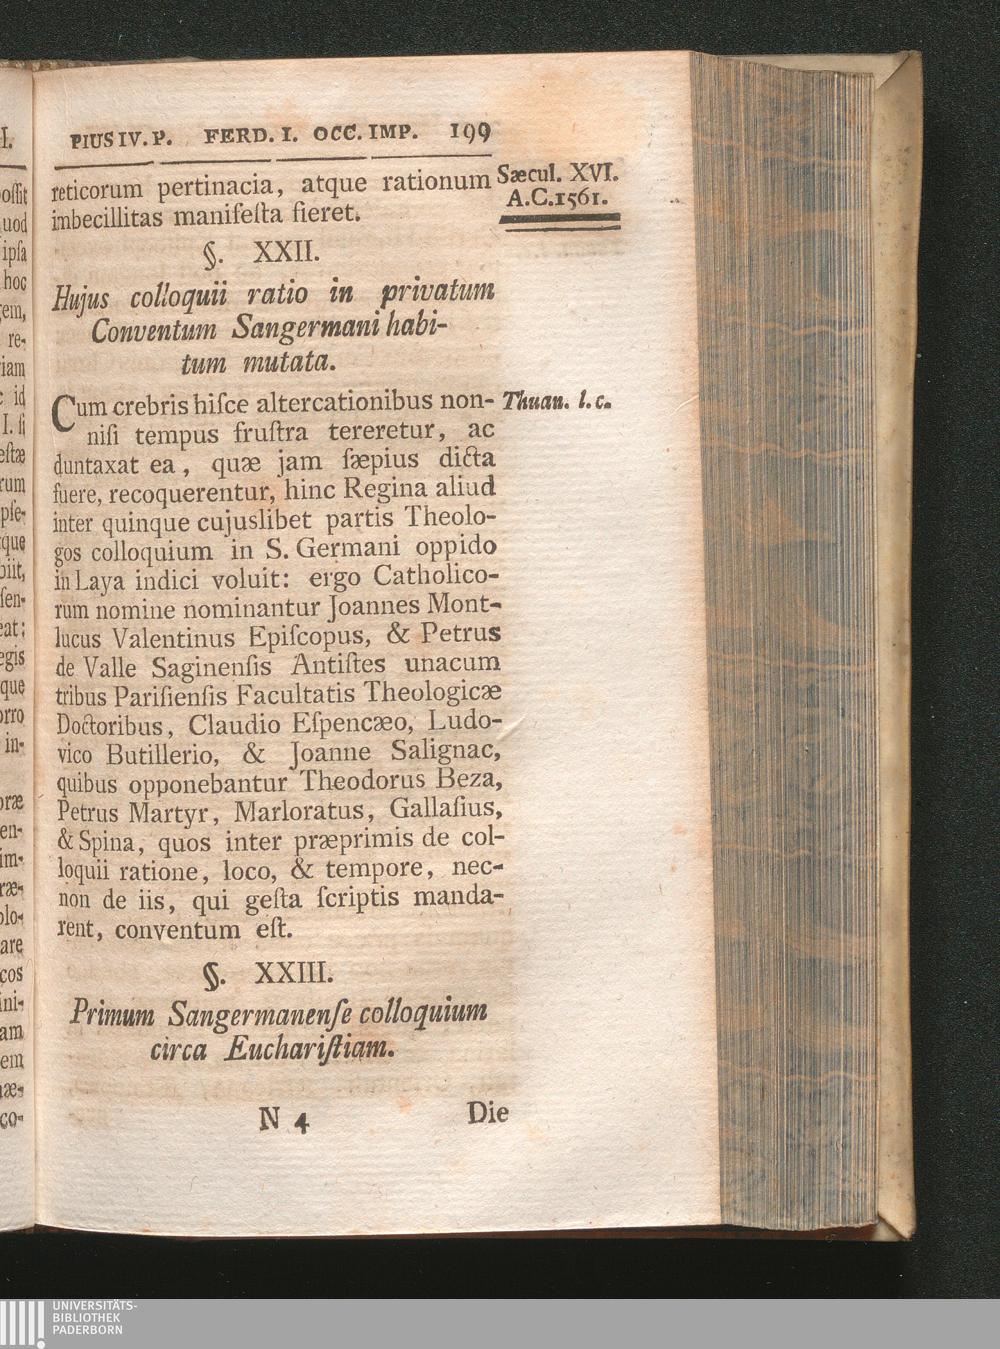 PIUS IV. P. FERD. I. OCC. IMP. 199
Sæcul. XVI.
A.C. 1561.
reticorum pertinacia, atque rationum
imbecillitas manifeſta fieret.
§. XXII.
Hujus colloquii ratio in privatum
Conventum Sangermani habi-
tum mutata.
Cum crebris hiſce altercationibus non-
Thuan. l. c.
niſi tempus fruſtra tereretur, ac
duntaxat ea, quæ jam ſæpius dicta
fuere, recoquerentur, hinc Regina aliud
inter quinque cujuslibet partis Theolo-
gos colloquium in S. Germani oppido
in Laya indici voluit: ergo Catholico-
rum nomine nominantur Joannes Mont-
lucus Valentinus Epiſcopus, & Petrus
de Valle Saginenſis Antiſtes unacum
tribus Pariſienſis Facultatis Theologicæ
Doctoribus, Claudio Eſpencæo, Ludo-
vico Butillerio, & Joanne Salignac,
quibus opponebantur Theodorus Beza,
Petrus Martyr, Marloratus, Gallaſius,
& Spina, quos inter præprimis de col-
loquii ratione, loco, & tempore, nec-
non de iis, qui geſta ſcriptis manda-
rent, conventum eſt.
§. XXIII.
Primum Sangermanenſe colloquium
circa Euchariſtiam.
N 4 Die
UNIVERSITÄTS-
BIBLIOTHEK
PADERBORN